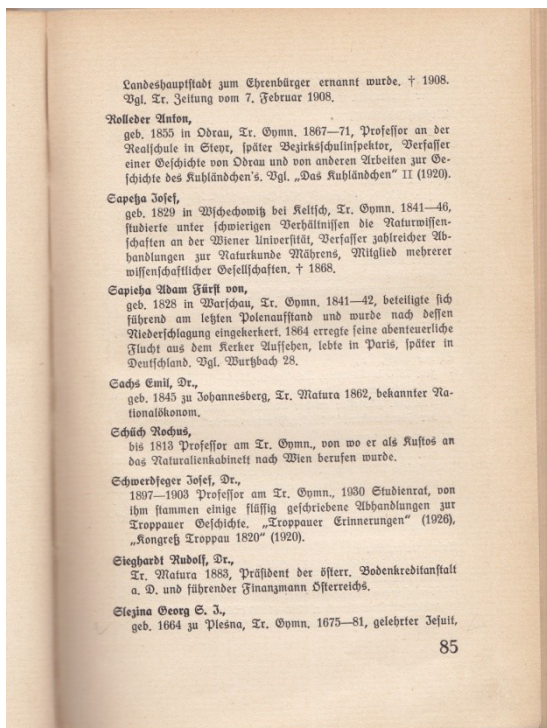 Landeshauptstadt zum Ehrenbürger ernannt wurde. † 1908.
Vgl. Tr. Zeitung vom 7. Februar 1908.
Rolleder Anton,
geb. 1855 in Odrau, Tr. Gymn. 1867—71, Professor an der
Realschule in Steyr, später Bezirksschulinspektor, Verfasser
einer Geschichte von Odrau und von anderen Arbeiten zur Ge-
schichte des Kuhländchen's. Vgl. „Das Kuhländchen" II (1920).
Sapetza Josef,
geb. 1829 in Wschechowitz bei Keltsch, Tr. Gymn. 1841—46,
studierte unter schwierigen Verhältnissen die Naturwissen-
schaften an der Wiener Universität, Verfasser zahlreicher Ab-
handlungen zur Naturkunde Mährens, Mitglied mehrerer
wissenschaftlicher Gesellschaften. † 1868.
Sapieha Adam Fürst von,
geb. 1828 in Warschau, Tr. Gymn. 1841—42, beteiligte sich
führend am letzten Polenaufstand und wurde nach dessen
Niederschlagung eingekerkert. 1864 erregte seine abenteuerliche
Flucht aus dem Kerker Aufsehen, lebte in Paris, später in
Deutschland. Vgl. Wurtzbach 28.
Sachs Emil, Dr.,
geb. 1845 zu Johannesberg, Tr. Matura 1862, bekannter Na-
tionalökonom.
Schüch Rochus,
bis 1813 Professor am Tr. Gymn., von wo er als Kustos an
das Naturalienkabinett nach Wien berufen wurde.
Schwerdfeger Josef, Dr.,
1897—1903 Professor am Tr. Gymn., 1930 Studienrat, von
ihm stammen einige flüssig geschriebene Abhandlungen zur
Troppauer Geschichte. „Troppauer Erinnerungen" (1926),
„Kongreß Troppau 1820" (1920).
Sieghardt Rudolf, Dr.,
Tr. Matura 1883, Präsident der österr. Bodenkreditanstalt
a. D. und führender Finanzmann Österreichs.
Slezina Georg S. J.,
geb. 1664 zu Plesna, Tr. Gymn. 1675—81, gelehrter Jesuit,
85